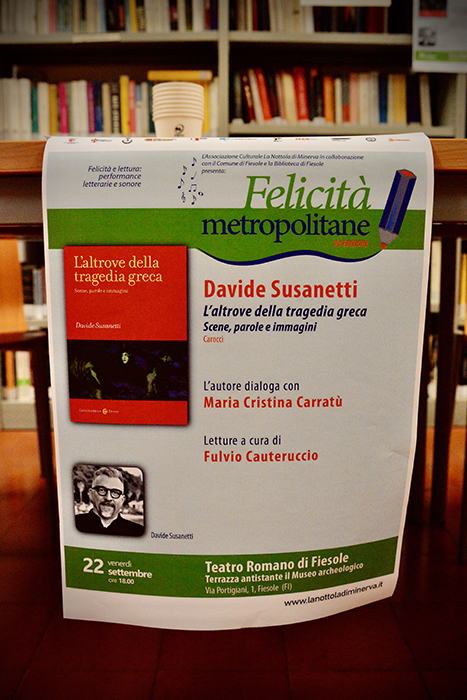 L'Associazione Culturale La Nottola di Minerva in collaborazione
con il Comune di Fiesole e la Biblioteca di Fiesole
presenta:
Felicità e lettura:
performance
letterarie e sonore
Felicità
metropolitane
L'altrove della
tragedia greca
Scene, parole e immagini
Davide Susanetti
Carocci editore
Davide Susanetti
L'altrove della tragedia greca
Scene, parole e immagini
Carocci
L'autore dialoga con
Maria Cristina Carratù
Letture a cura di
Fulvio Cauteruccio
Davide Susanetti
22 venerdì
settembre
ore 18.00
Teatro Romano di Fiesole
Terrazza antistante il Museo archeologico
Via Portigiani, 1, Fiesole (FI)
www.lanottoladiminerva.it